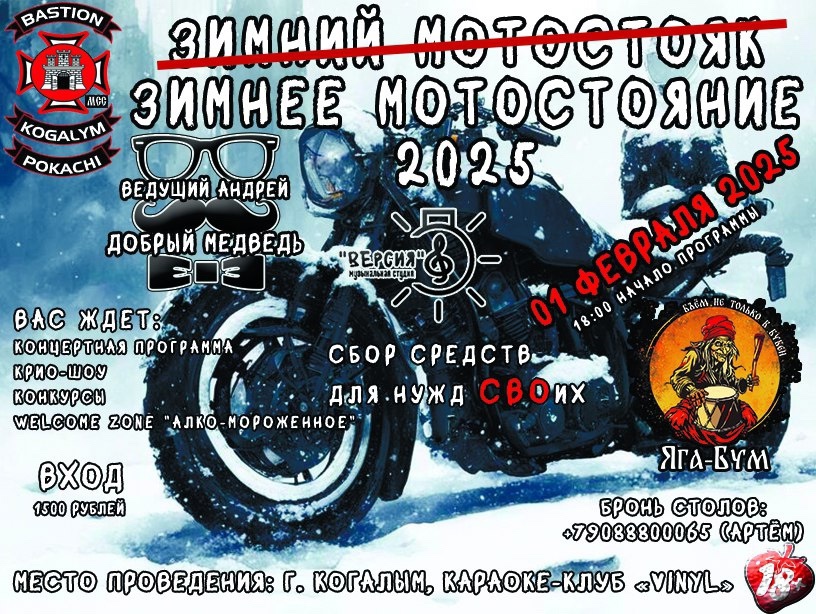 BASTION
MCC
KOGALYM
POKACHI
ЗИМНИЙ МОТОСТОЯК
ЗИМНЕЕ МОТОСТОЯНИЕ
2025
ВЕДУЩИЙ АНДРЕЙ
ДОБРЫЙ МЕДВЕДЬ
"ВЕРСИЯ"
музыкальная студия
01 ФЕВРАЛЯ 2025
18:00 НАЧАЛО ПРОГРАММЫ
ВАС ЖДЕТ:
КОНЦЕРТНАЯ ПРОГРАММА
КРИО-ШОУ
КОНКУРСЫ
WELCOME ZONE "АЛКО-МОРОЖЕННОЕ"
СБОР СРЕДСТВ
ДЛЯ НУЖД СВОИХ
БЬЁМ, НЕ ТОЛЬКО В БУБЕН
Яга-Бум
ВХОД
1500 РУБЛЕЙ
БРОНЬ СТОЛОВ:
+79088800065 (АРТЁМ)
МЕСТО ПРОВЕДЕНИЯ: Г. КОГАЛЫМ, КАРАОКЕ-КЛУБ «VINYL»
18+